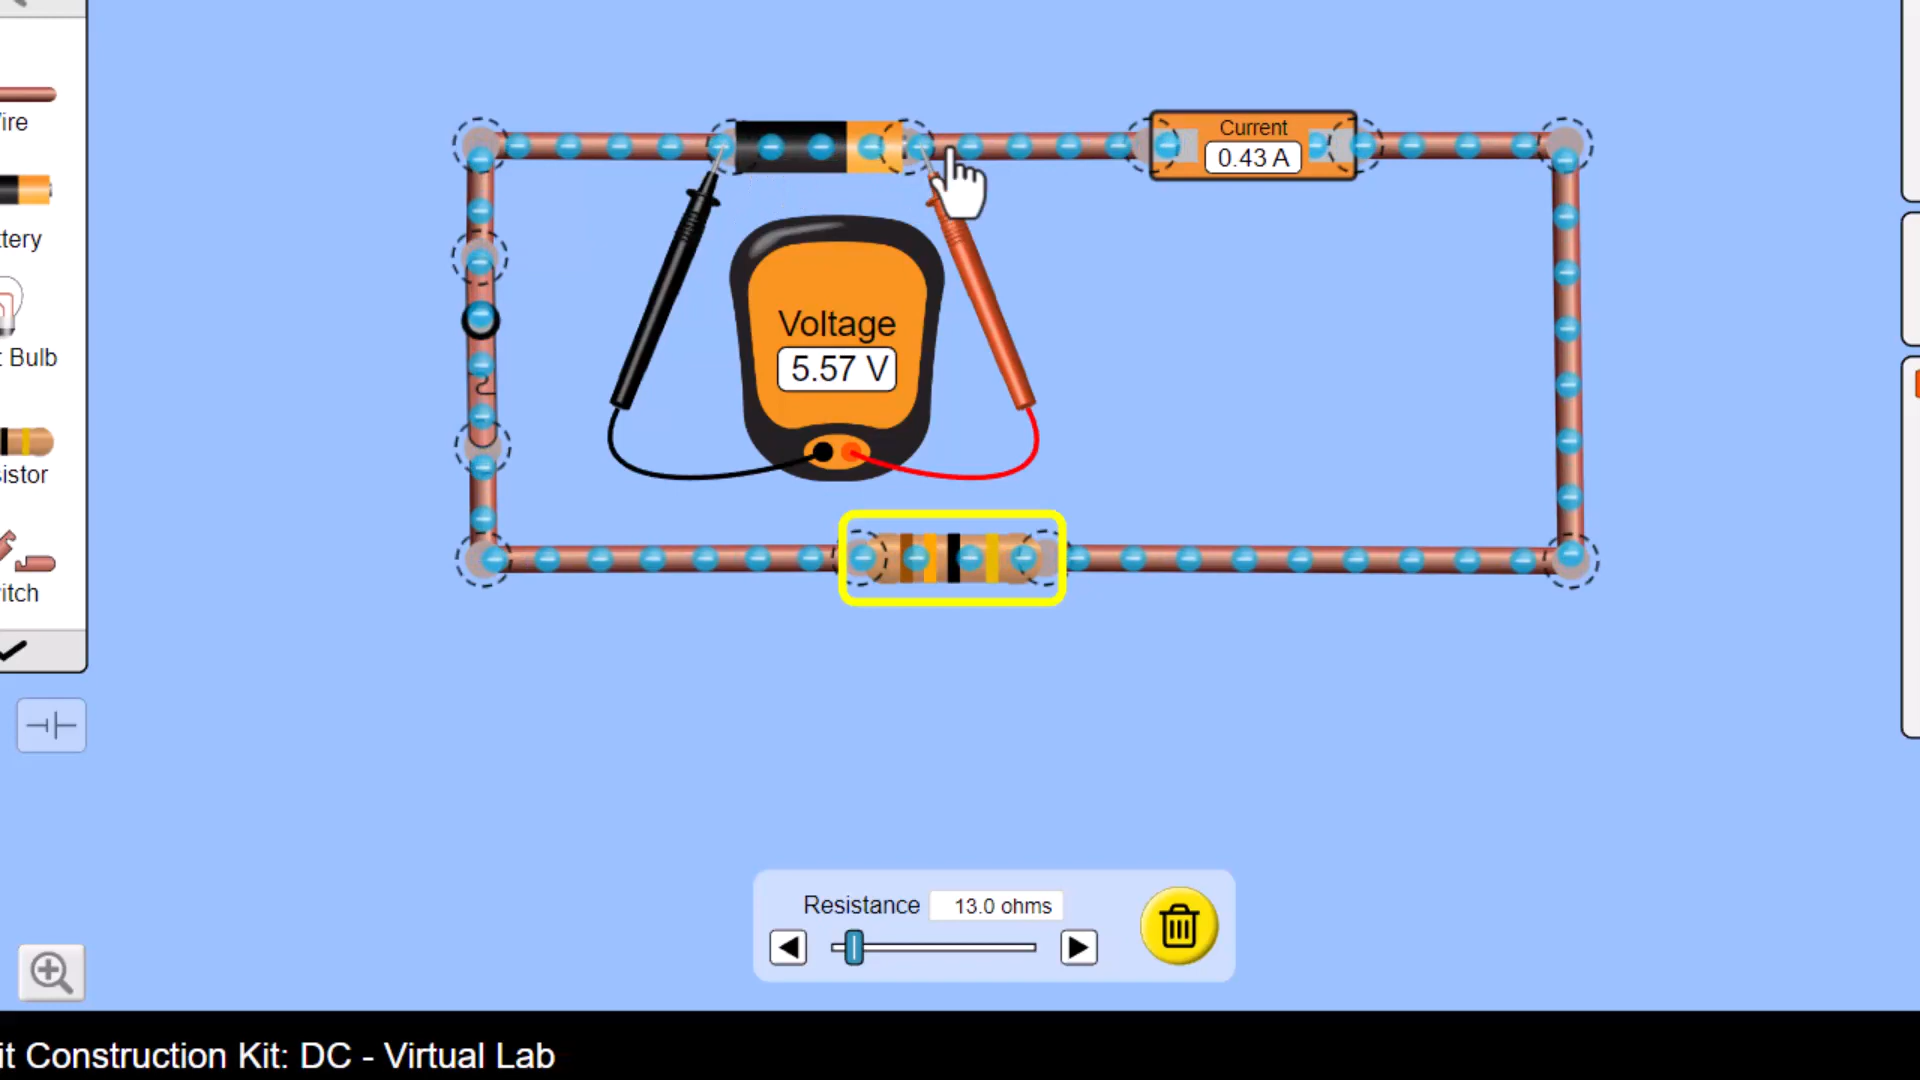 ire
Current
0.43 A
tery
Voltage
: Bulb
5.57 V
istor
itch
Resistance 13.0 ohms
it Construction Kit: DC - Virtual Lab